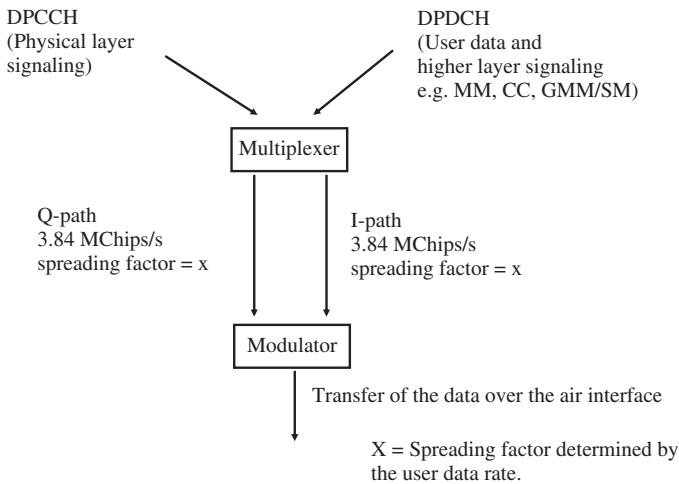 DPCCH
(Physical layer
signaling)
DPDCH
(User data and
higher layer signaling
e.g. MM, CC, GMM/SM)
Multiplexer
Q-path
3.84 MChips/s
spreading factor = x
I-path
3.84 MChips/s
spreading factor = x
Modulator
Transfer of the data over the air interface
X = Spreading factor determined by
the user data rate.